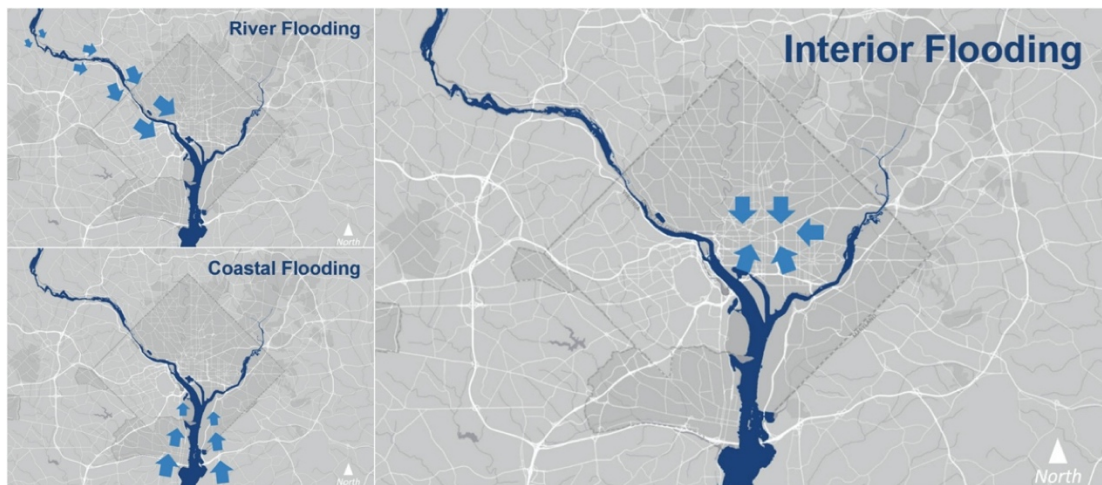 River Flooding
North
Coastal Flooding
North
Interior Flooding
North